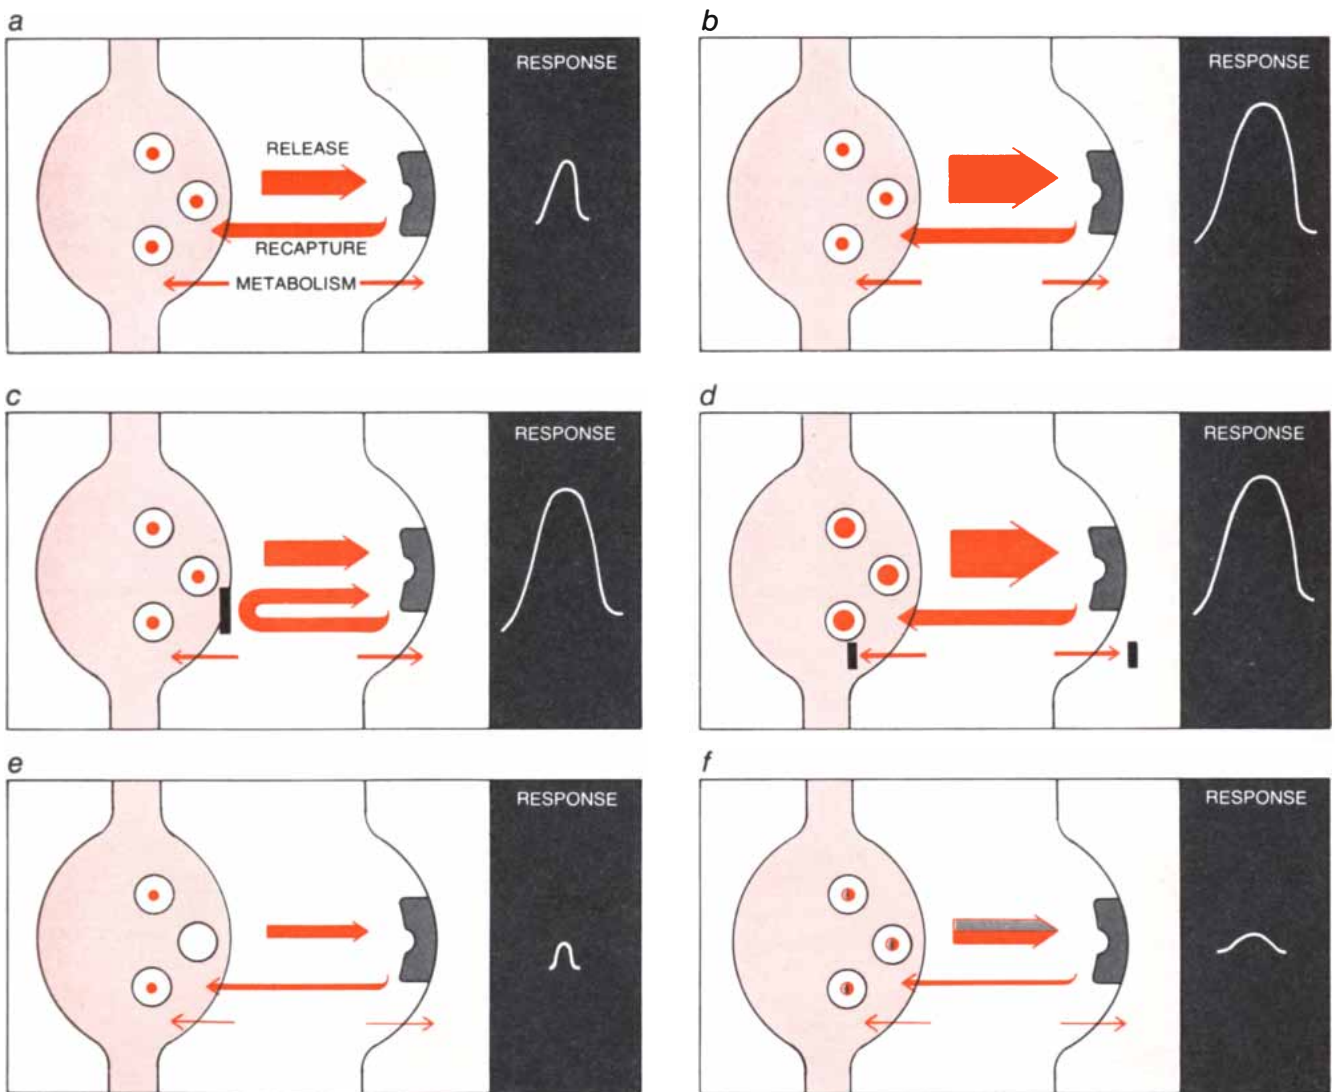 a
RESPONSE
RELEASE
RECAPTURE
METABOLISM
b
RESPONSE
c
RESPONSE
d
RESPONSE
e
RESPONSE
f
RESPONSE